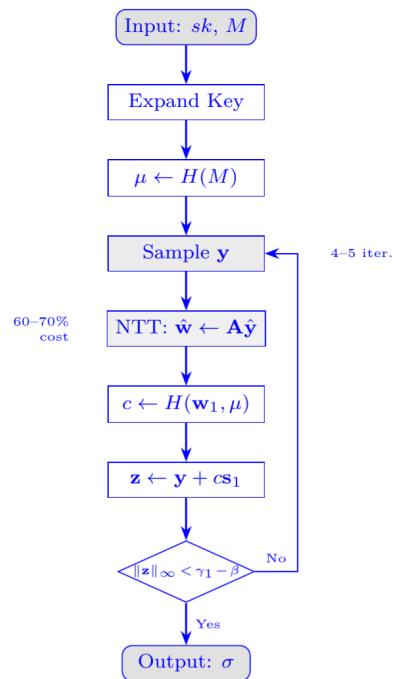 Input: sk, M
Expand Key
μ ← H(M)
Sample y
4–5 iter.
60–70%
cost
NTT: ŵ ← Aŷ
c ← H(w₁, μ)
z ← y + cs₁
‖z‖∞ < γ₁ − β
No
Yes
Output: σ